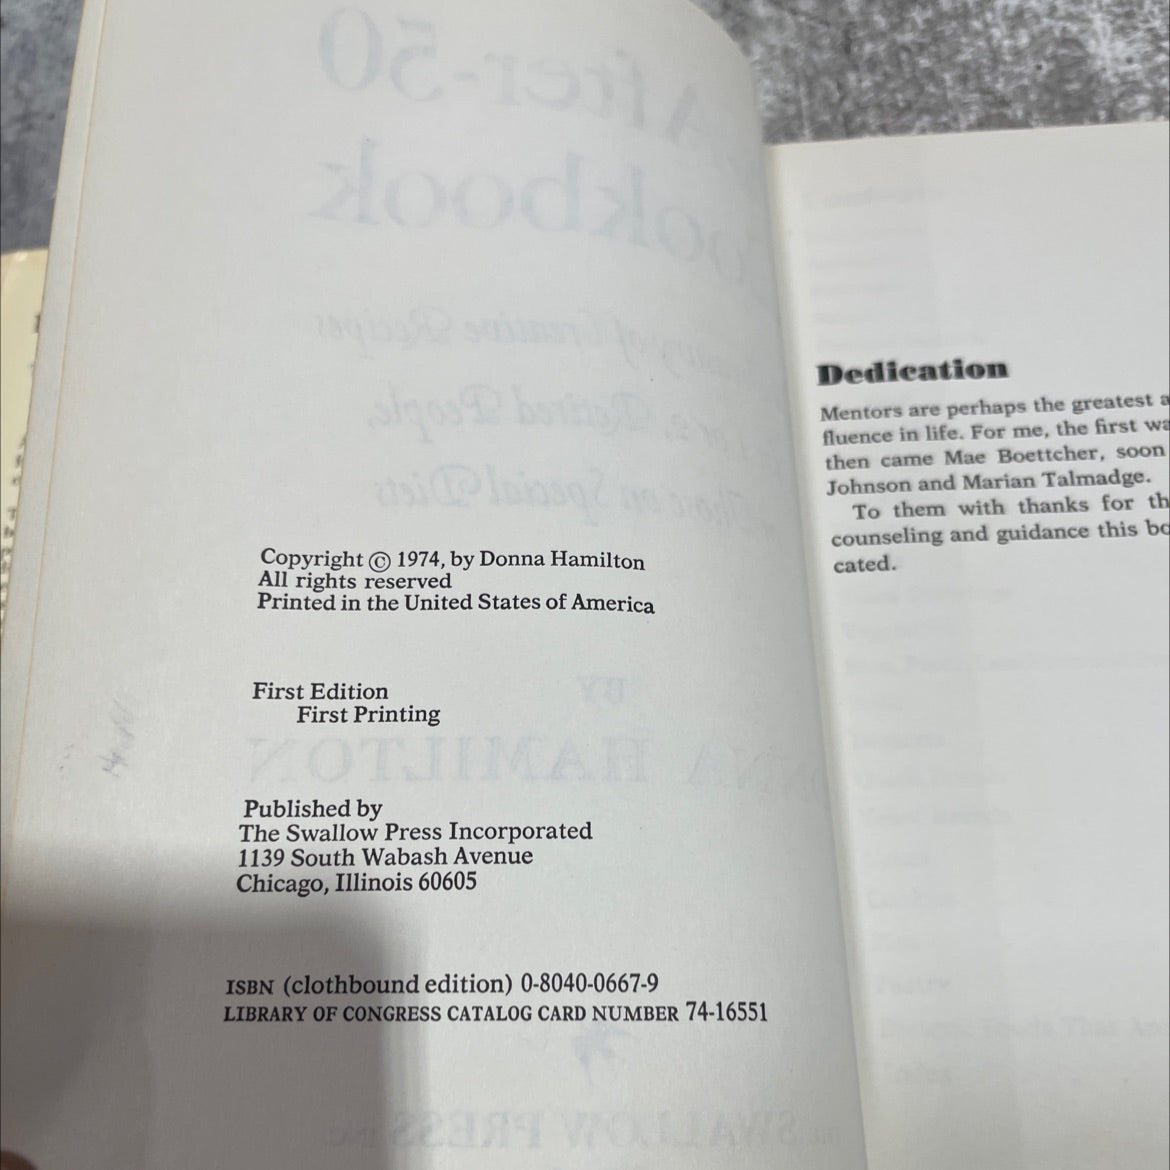 Copyright © 1974, by Donna Hamilton
All rights reserved
Printed in the United States of America
First Edition
First Printing
Published by
The Swallow Press Incorporated
1139 South Wabash Avenue
Chicago, Illinois 60605
ISBN (clothbound edition) 0-8040-0667-9
LIBRARY OF CONGRESS CATALOG CARD NUMBER 74-16551
Dedication
Mentors are perhaps the greatest a
fluence in life. For me, the first wa
then came Mae Boettcher, soon
Johnson and Marian Talmadge.
To them with thanks for th
counseling and guidance this bo
cated.